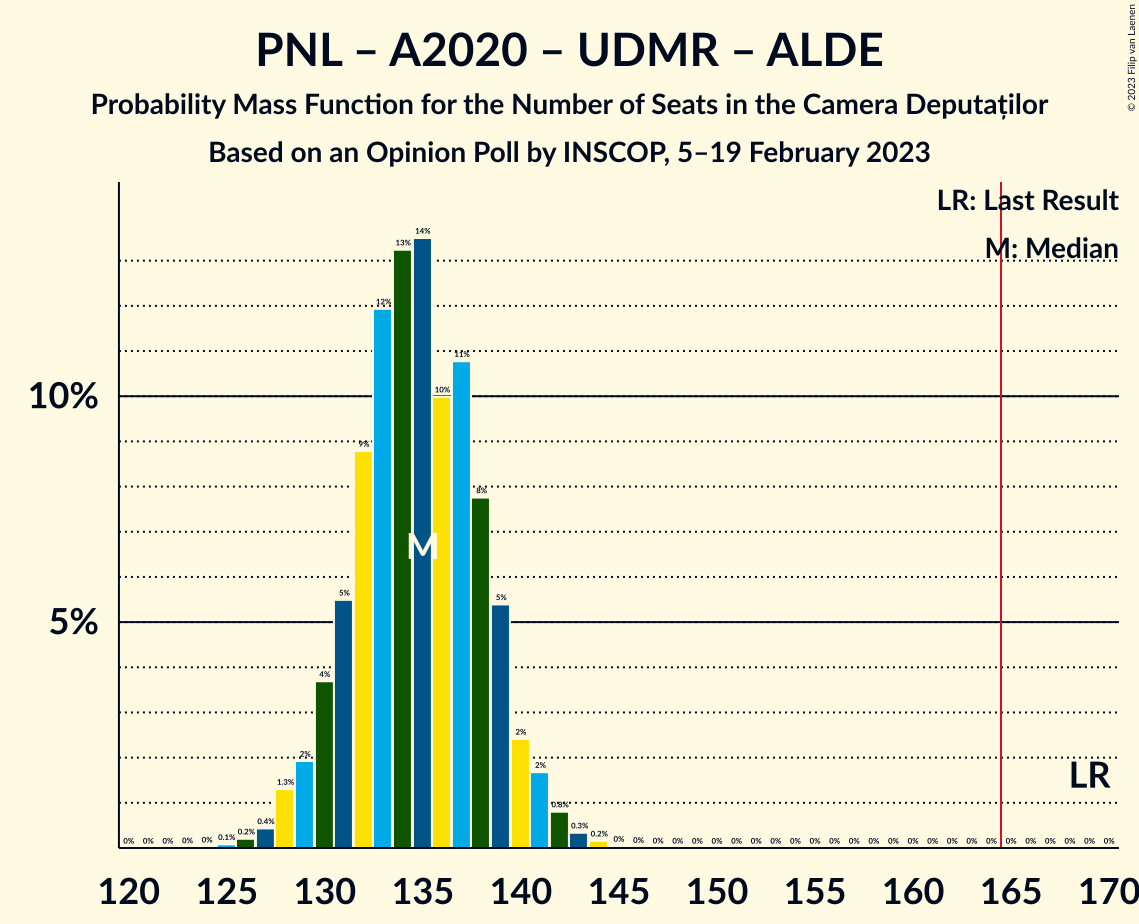 PNL – A2020 – UDMR – ALDE
Probability Mass Function for the Number of Seats in the Camera Deputaților
Based on an Opinion Poll by INSCOP, 5–19 February 2023
© 2023 Filip van Laenen
LR: Last Result
M: Median
10%
5%
0% 0% 0% 0% 0% 0.1% 0.2% 0.4% 1.3% 2% 4% 5% 9% 12% 13% 14% 10% 11% 8% 5% 2% 2% 0.8% 0.3% 0.2% 0% 0% 0% 0% 0% 0% 0% 0% 0% 0% 0% 0% 0% 0% 0% 0% 0% 0% 0% 0% 0% 0% 0% 0% 0% 0%
M
LR
120 125 130 135 140 145 150 155 160 165 170